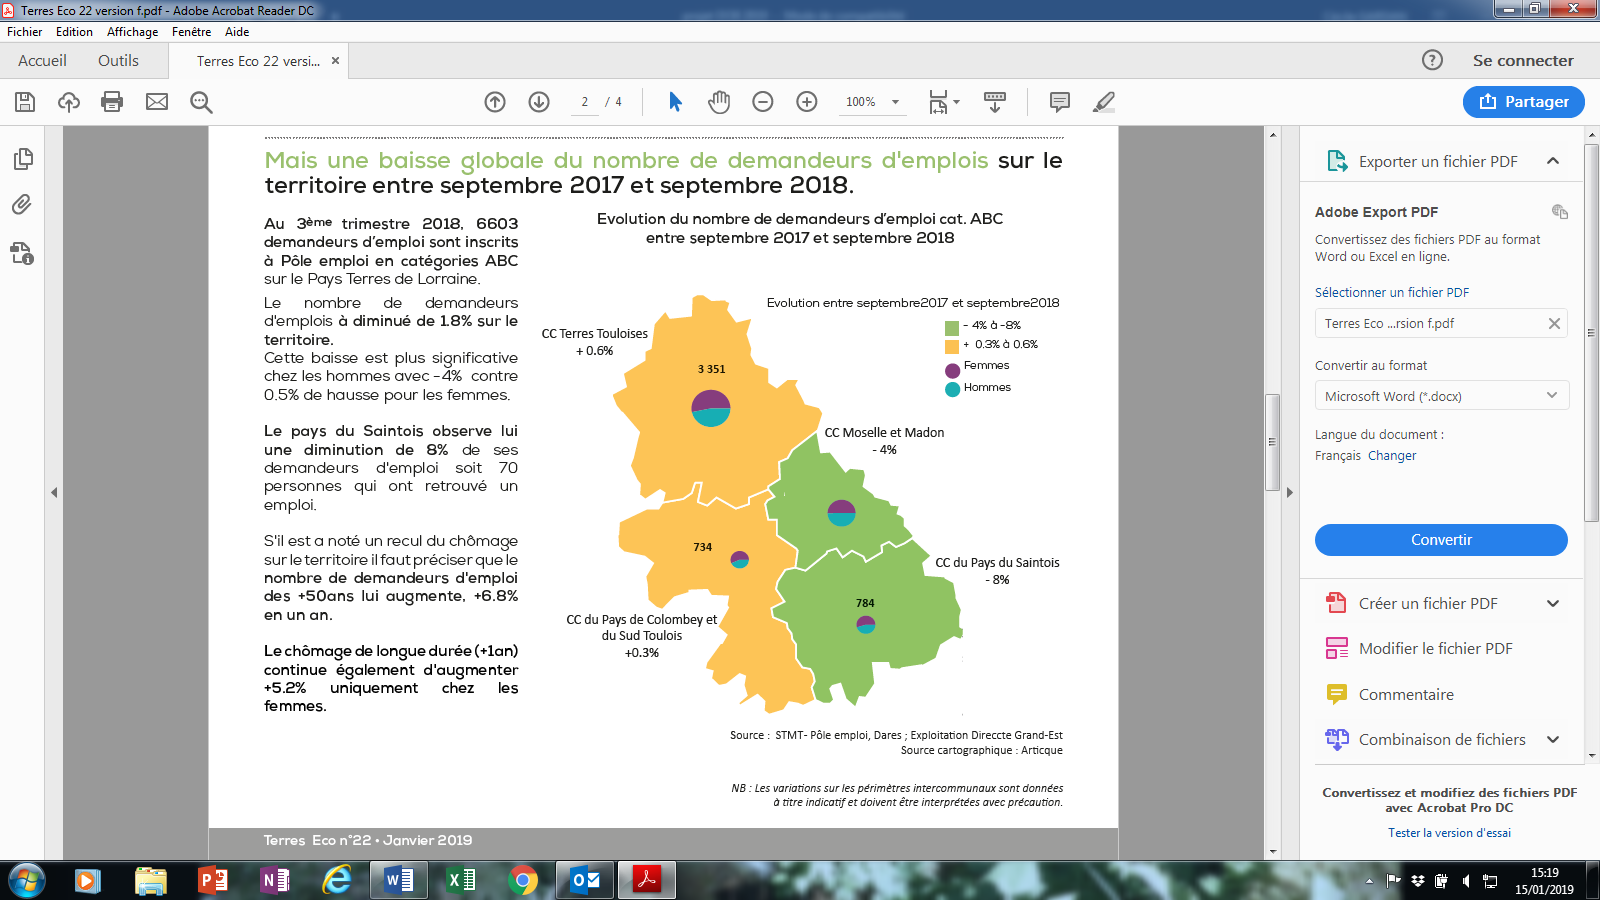 Terres Eco 22 version f.pdf - Adobe Acrobat Reader DC
Fichier Edition Affichage Fenêtre Aide
Accueil Outils Terres Eco 22 versi... × Se connecter
2 / 4 100% Partager
Mais une baisse globale du nombre de demandeurs d'emplois sur le
territoire entre septembre 2017 et septembre 2018.
Au 3ème trimestre 2018, 6603
demandeurs d'emploi sont inscrits
à Pôle emploi en catégories ABC
sur le Pays Terres de Lorraine.
Le nombre de demandeurs
d'emplois à diminué de 1.8% sur le
territoire.
Cette baisse est plus significative
chez les hommes avec -4% contre
0.5% de hausse pour les femmes.
Le pays du Saintois observe lui
une diminution de 8% de ses
demandeurs d'emploi soit 70
personnes qui ont retrouvé un
emploi.
S'il est a noté un recul du chômage
sur le territoire il faut préciser que le
nombre de demandeurs d'emploi
des +50ans lui augmente, +6.8%
en un an.
Le chômage de longue durée (+1an)
continue également d'augmenter
+5.2% uniquement chez les
femmes.
Evolution du nombre de demandeurs d'emploi cat. ABC
entre septembre 2017 et septembre 2018
Evolution entre septembre2017 et septembre2018
- 4% à -8%
+ 0.3% à 0.6%
Femmes
Hommes
CC Terres Touloises
+ 0.6%
3 351
CC Moselle et Madon
- 4%
734
CC du Pays du Saintois
- 8%
784
CC du Pays de Colombey et
du Sud Toulois
+0.3%
Source : STMT- Pôle emploi, Dares ; Exploitation Direccte Grand-Est
Source cartographique : Articque
NB : Les variations sur les périmètres intercommunaux sont données
à titre indicatif et doivent être interprétées avec précaution.
Terres Eco n°22 • Janvier 2019
Exporter un fichier PDF
Adobe Export PDF
Convertissez des fichiers PDF au format
Word ou Excel en ligne.
Sélectionner un fichier PDF
Terres Eco ...rsion f.pdf
Convertir au format
Microsoft Word (*.docx)
Langue du document :
Français Changer
Convertir
Créer un fichier PDF
Modifier le fichier PDF
Commentaire
Combinaison de fichiers
Convertissez et modifiez des fichiers PDF
avec Acrobat Pro DC
Tester la version d'essai
15:19
15/01/2019